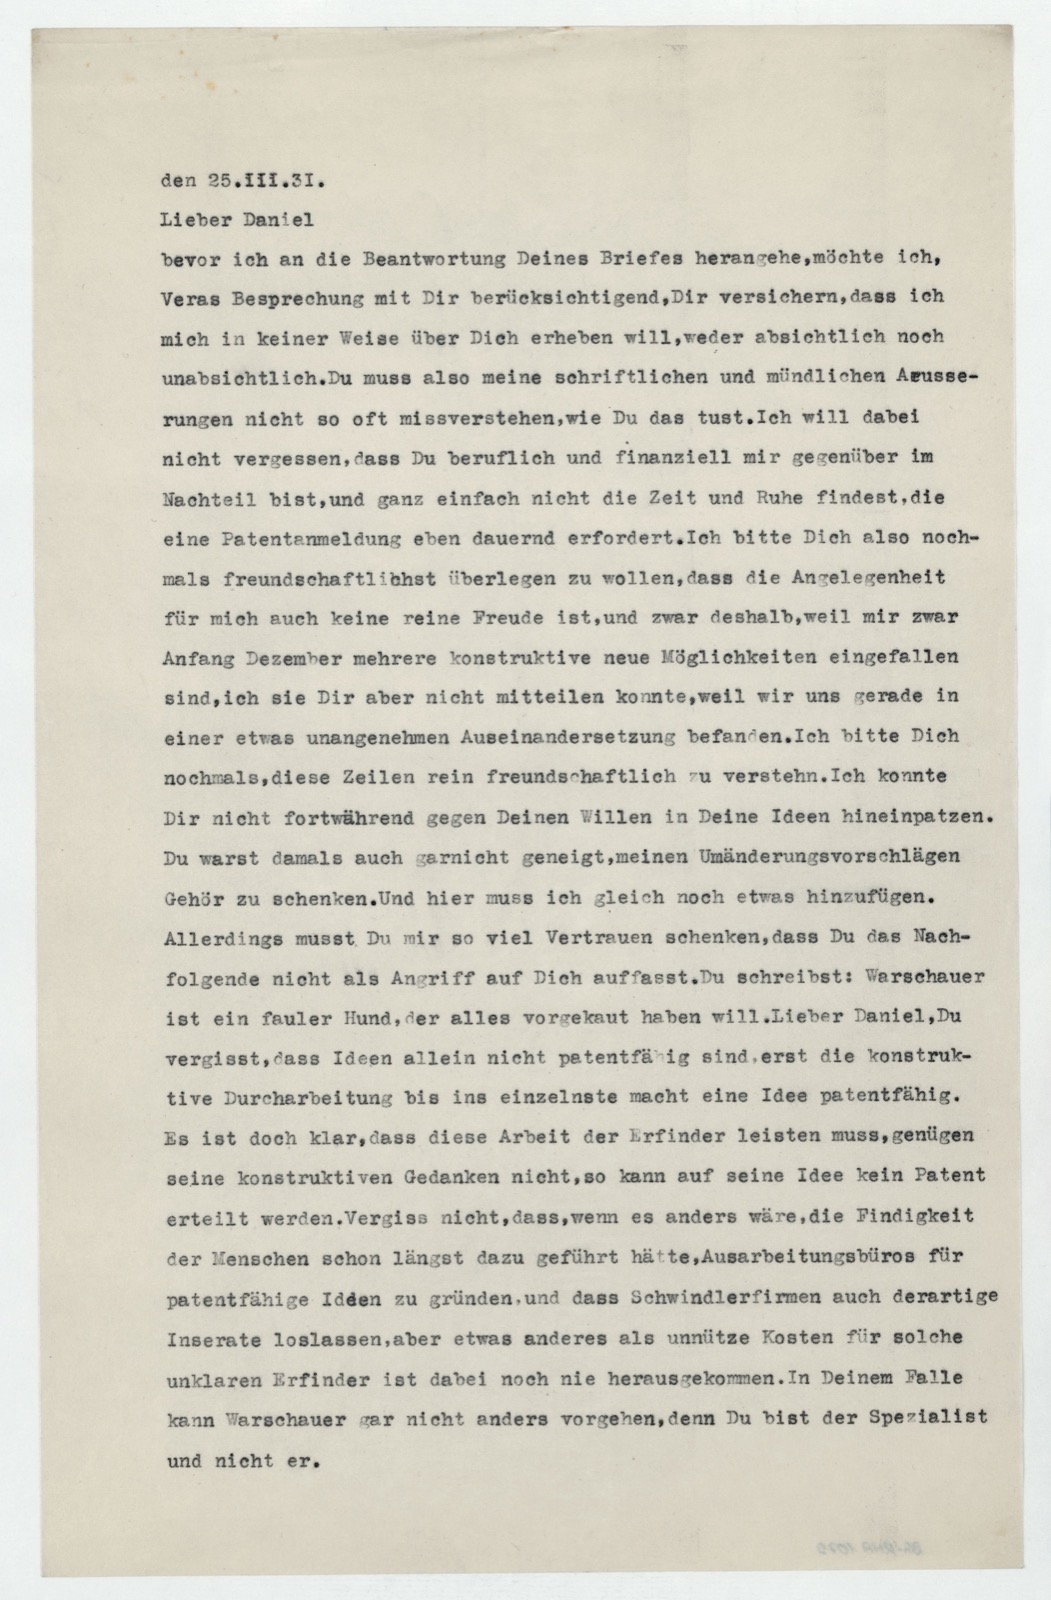 den 25.III.31.
Lieber Daniel
bevor ich an die Beantwortung Deines Briefes herangehe,möchte ich,
Veras Besprechung mit Dir berücksichtigend,Dir versichern,dass ich
mich in keiner Weise über Dich erheben will,weder absichtlich noch
unabsichtlich.Du muss also meine schriftlichen und mündlichen Aeusse-
rungen nicht so oft missverstehen,wie Du das tust.Ich will dabei
nicht vergessen,dass Du beruflich und finanziell mir gegenüber im
Nachteil bist,und ganz einfach nicht die Zeit und Ruhe findest,die
eine Patentanmeldung eben dauernd erfordert.Ich bitte Dich also noch-
mals freundschaftlichst überlegen zu wollen,dass die Angelegenheit
für mich auch keine reine Freude ist,und zwar deshalb,weil mir zwar
Anfang Dezember mehrere konstruktive neue Möglichkeiten eingefallen
sind,ich sie Dir aber nicht mitteilen konnte,weil wir uns gerade in
einer etwas unangenehmen Auseinandersetzung befanden.Ich bitte Dich
nochmals,diese Zeilen rein freundschaftlich zu verstehn.Ich konnte
Dir nicht fortwährend gegen Deinen Willen in Deine Ideen hineinpatzen.
Du warst damals auch garnicht geneigt,meinen Umänderungsvorschlägen
Gehör zu schenken.Und hier muss ich gleich noch etwas hinzufügen.
Allerdings musst Du mir so viel Vertrauen schenken,dass Du das Nach-
folgende nicht als Angriff auf Dich auffasst.Du schreibst: Warschauer
ist ein fauler Hund,der alles vorgekaut haben will.Lieber Daniel,Du
vergisst,dass Ideen allein nicht patentfähig sind,erst die konstruk-
tive Durcharbeitung bis ins einzelnste macht eine Idee patentfähig.
Es ist doch klar,dass diese Arbeit der Erfinder leisten muss,genügen
seine konstruktiven Gedanken nicht,so kann auf seine Idee kein Patent
erteilt werden.Vergiss nicht,dass,wenn es anders wäre,die Findigkeit
der Menschen schon längst dazu geführt hätte,Ausarbeitungsbüros für
patentfähige Ideen zu gründen,und dass Schwindlerfirmen auch derartige
Inserate loslassen,aber etwas anderes als unnütze Kosten für solche
unklaren Erfinder ist dabei noch nie herausgekommen.In Deinem Falle
kann Warschauer gar nicht anders vorgehen,denn Du bist der Spezialist
und nicht er.